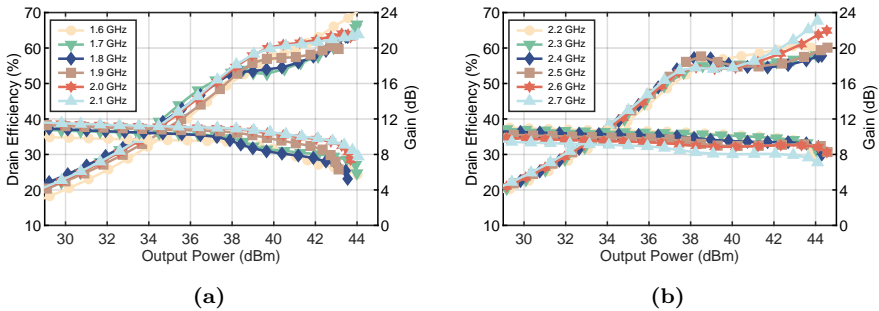 70
60
50
40
30
20
10
Drain Efficiency (%)
1.6 GHz
1.7 GHz
1.8 GHz
1.9 GHz
2.0 GHz
2.1 GHz
24
20
16
12
8
4
0
Gain (dB)
30 32 34 36 38 40 42 44
Output Power (dBm)
(a)
70
60
50
40
30
20
10
Drain Efficiency (%)
2.2 GHz
2.3 GHz
2.4 GHz
2.5 GHz
2.6 GHz
2.7 GHz
24
20
16
12
8
4
0
Gain (dB)
30 32 34 36 38 40 42 44
Output Power (dBm)
(b)